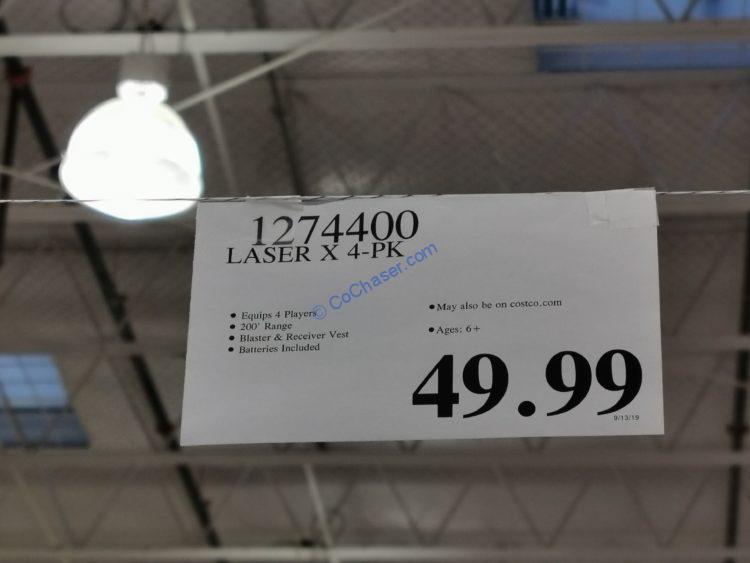 1274400
LASER X 4-PK
© CoChaser.com
• Equips 4 Players
• 200' Range
• Blaster & Receiver Vest
• Batteries Included
• May also be on costco.com
• Ages: 6+
49.99
9/13/19